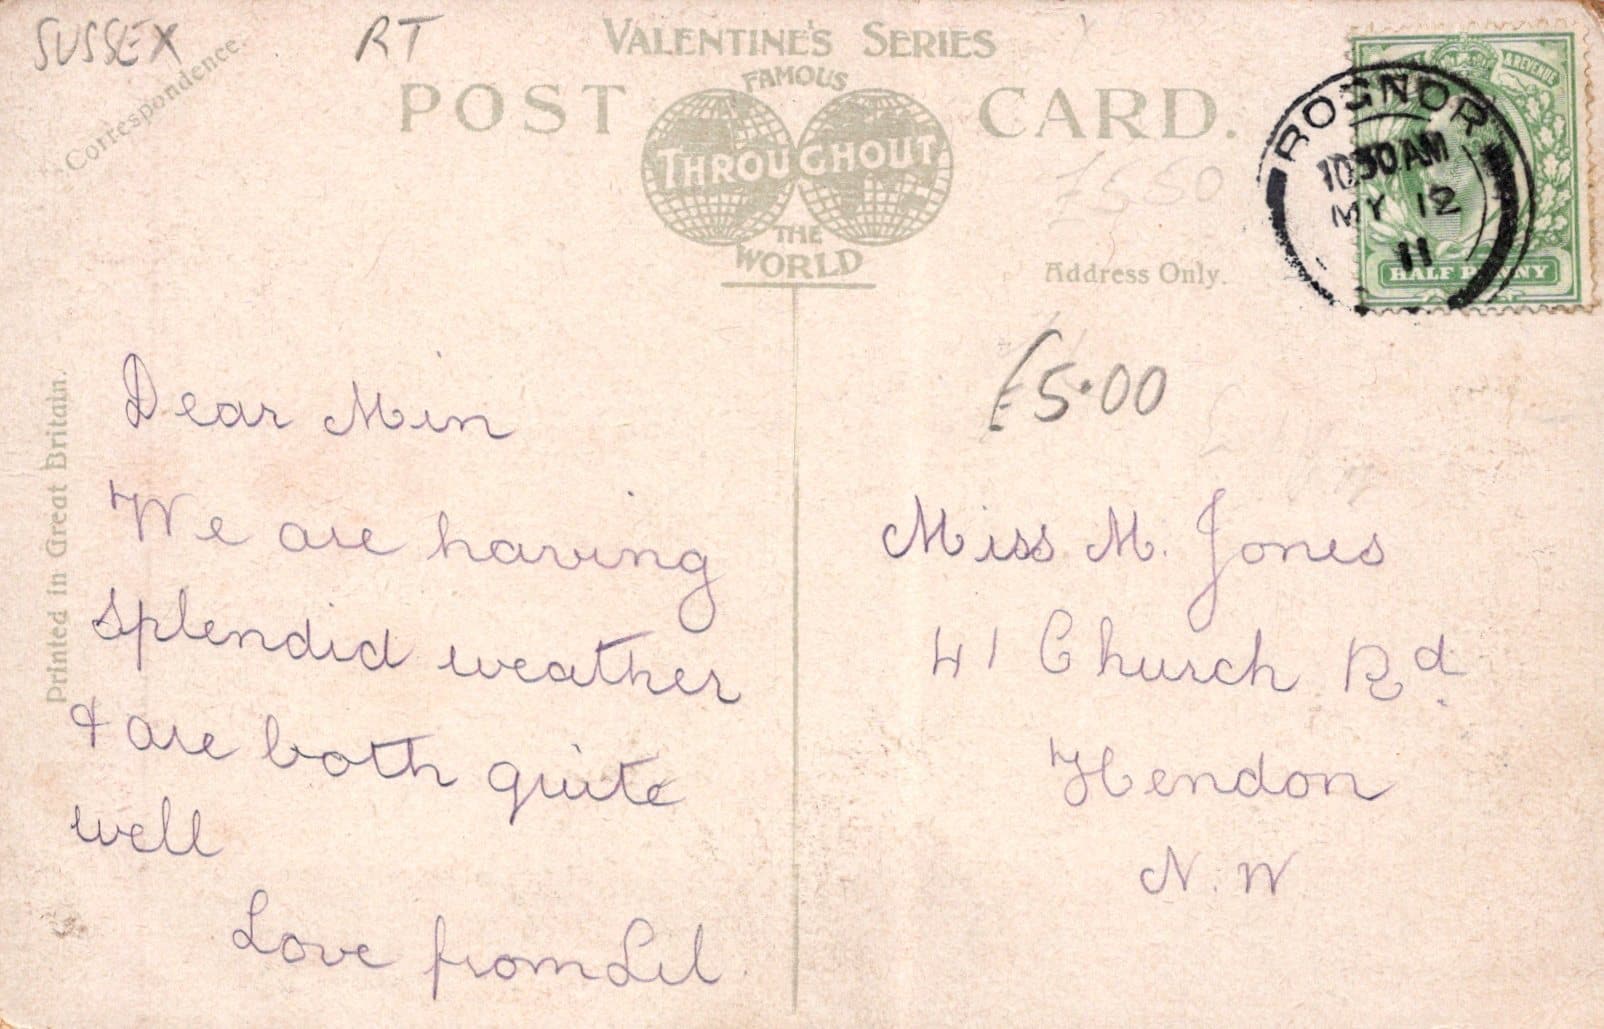 SUSSEX
RT
VALENTINE'S SERIES
FAMOUS
POST CARD.
THROUGHOUT
THE
WORLD
Correspondence.
Address Only.
£5.50
£5.00
Printed in Great Britain.
& REVENUE
HALF PENNY
BOGNOR
10.30 AM
MY 12
11
Dear Min
We are having
splendid weather
& are both quite
well
Love from Lil.
Miss M. Jones
41 Church Rd.
Hendon
N. W